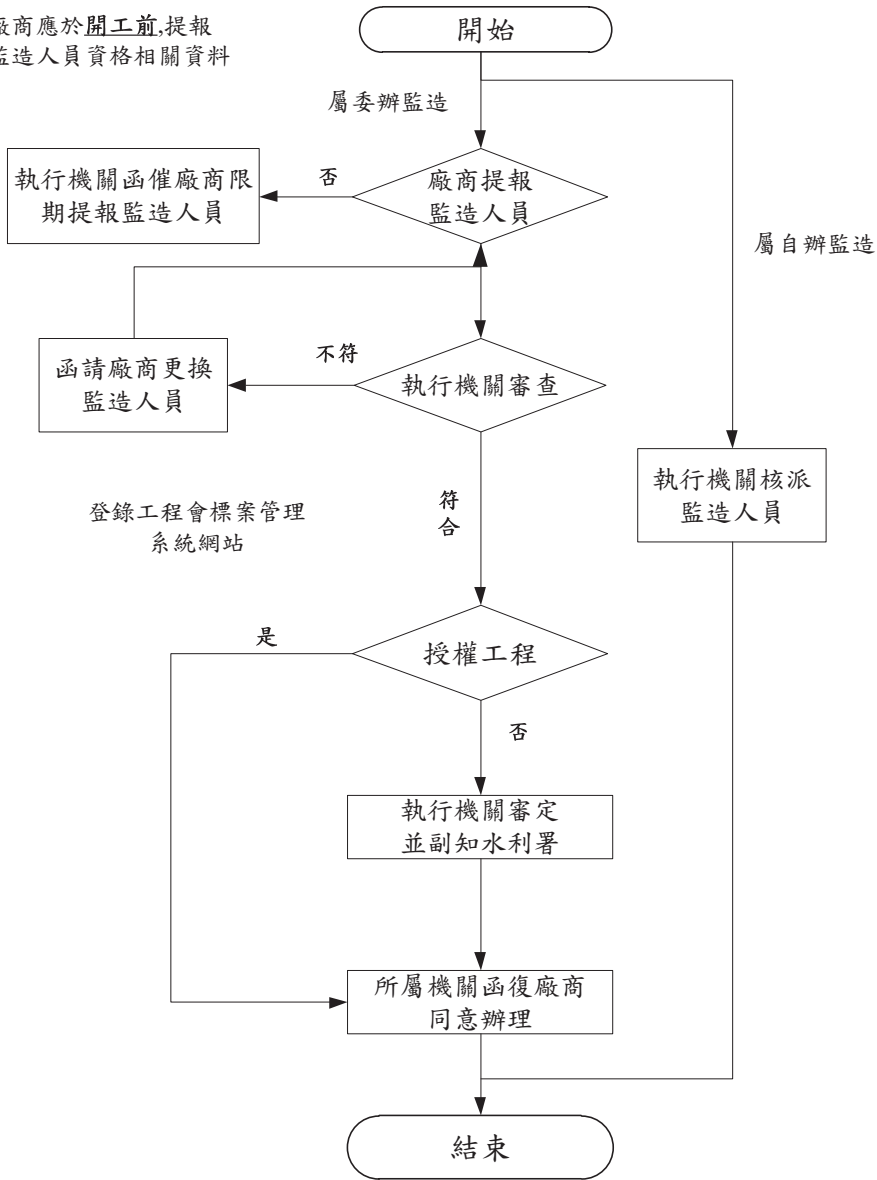 廠商應於開工前,提報
監造人員資格相關資料
開始
屬委辦監造
執行機關函催廠商限
期提報監造人員
否
廠商提報
監造人員
屬自辦監造
函請廠商更換
監造人員
不符
執行機關審查
執行機關核派
監造人員
登錄工程會標案管理
系統網站
符
合
是
授權工程
否
執行機關審定
並副知水利署
所屬機關函復廠商
同意辦理
結束